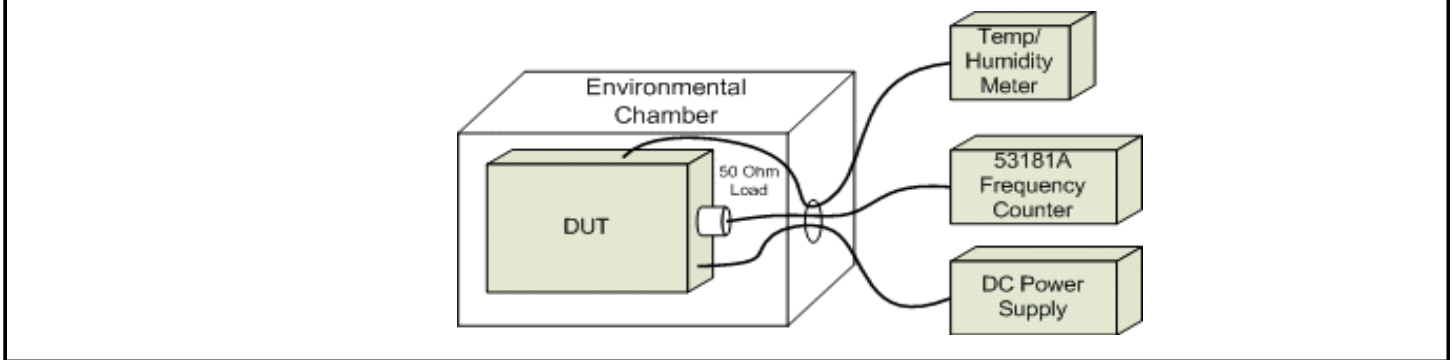 Environmental
Chamber
DUT
50 Ohm
Load
Temp/
Humidity
Meter
53181A
Frequency
Counter
DC Power
Supply